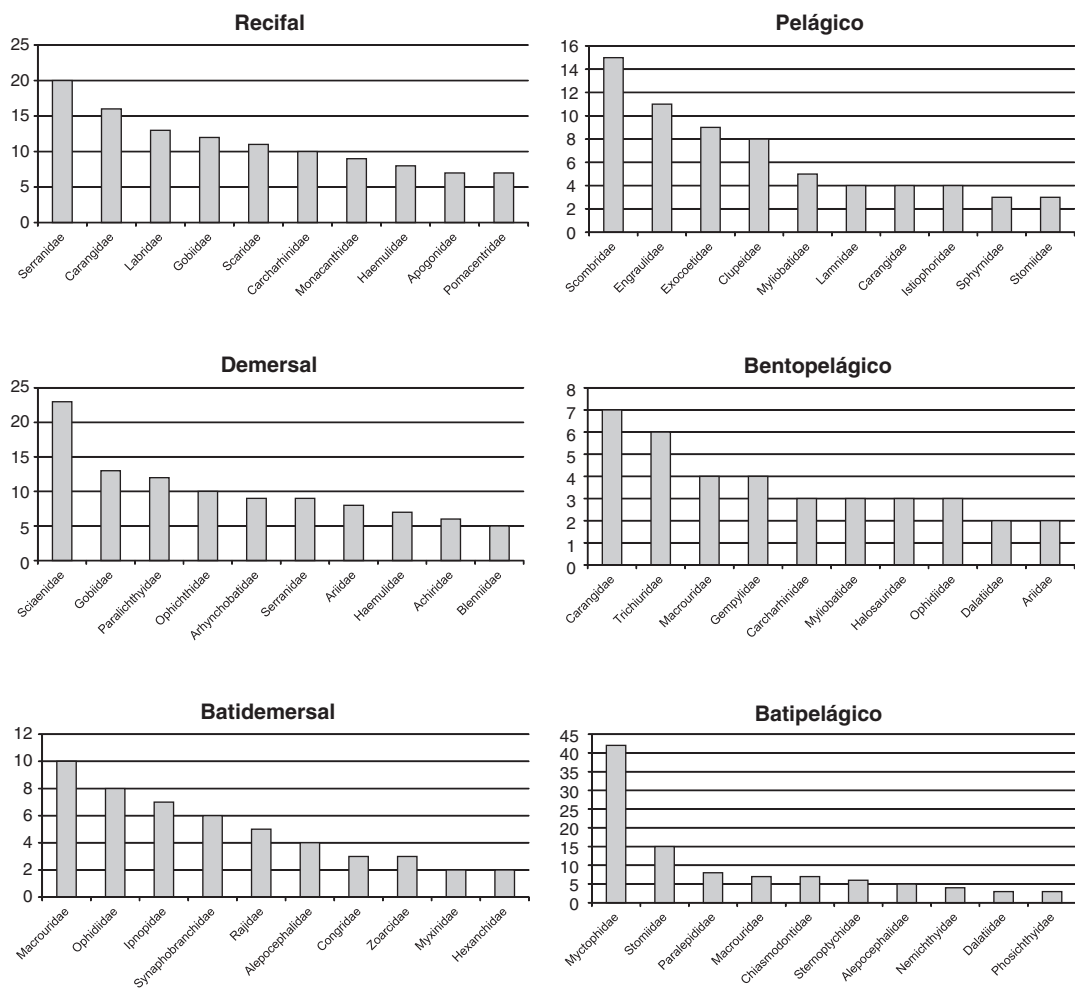 Recifal
25
20
15
10
5
0
Serranidae
Carangidae
Labridae
Gobiidae
Scaridae
Carcharhinidae
Monacanthidae
Haemulidae
Apogonidae
Pomacentridae
Pelágico
16
14
12
10
8
6
4
2
0
Scombridae
Engraulidae
Exocoetidae
Clupeidae
Myliobatidae
Lamnidae
Carangidae
Istiophoridae
Sphyrnidae
Stomiidae
Demersal
25
20
15
10
5
0
Sciaenidae
Gobiidae
Paralichthyidae
Ophichthidae
Arhynchobatidae
Serranidae
Ariidae
Haemulidae
Achiridae
Blenniidae
Bentopelágico
8
7
6
5
4
3
2
1
0
Carangidae
Trichiuridae
Macrouridae
Gempylidae
Carcharhinidae
Myliobatidae
Halosauridae
Ophidiidae
Dalatiidae
Ariidae
Batidemersal
12
10
8
6
4
2
0
Macrouridae
Ophidiidae
Ipnopidae
Synaphobranchidae
Rajidae
Alepocephalidae
Congridae
Zoarcidae
Myxinidae
Hexanchidae
Batipelágico
45
40
35
30
25
20
15
10
5
0
Myctophidae
Stomiidae
Paralepididae
Macrouridae
Chiasmodontidae
Sternoptychidae
Alepocephalidae
Nemichthyidae
Dalatiidae
Phosichthyidae